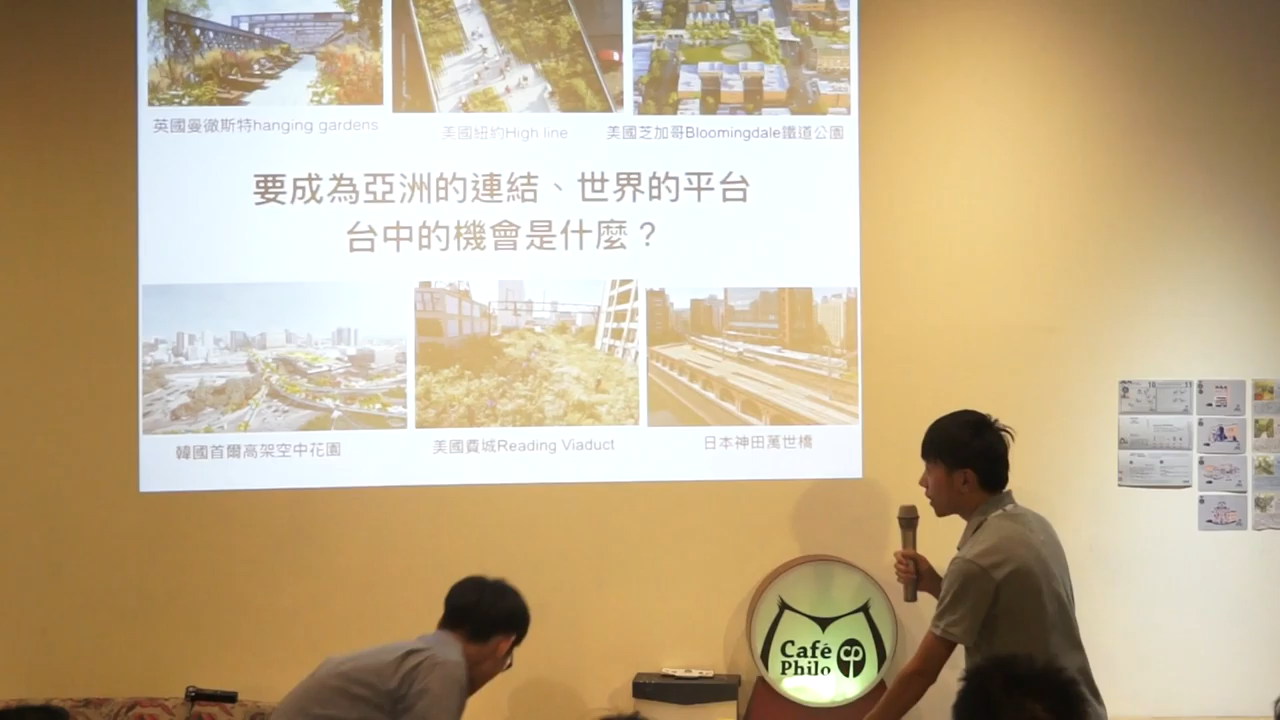 英國曼徹斯特hanging gardens
美國紐約High line
美國芝加哥Bloomingdale鐵道公園
要成為亞洲的連結、世界的平台
台中的機會是什麼？
韓國首爾高架空中花園
美國費城Reading Viaduct
日本神田萬世橋
Café
Philo
cp